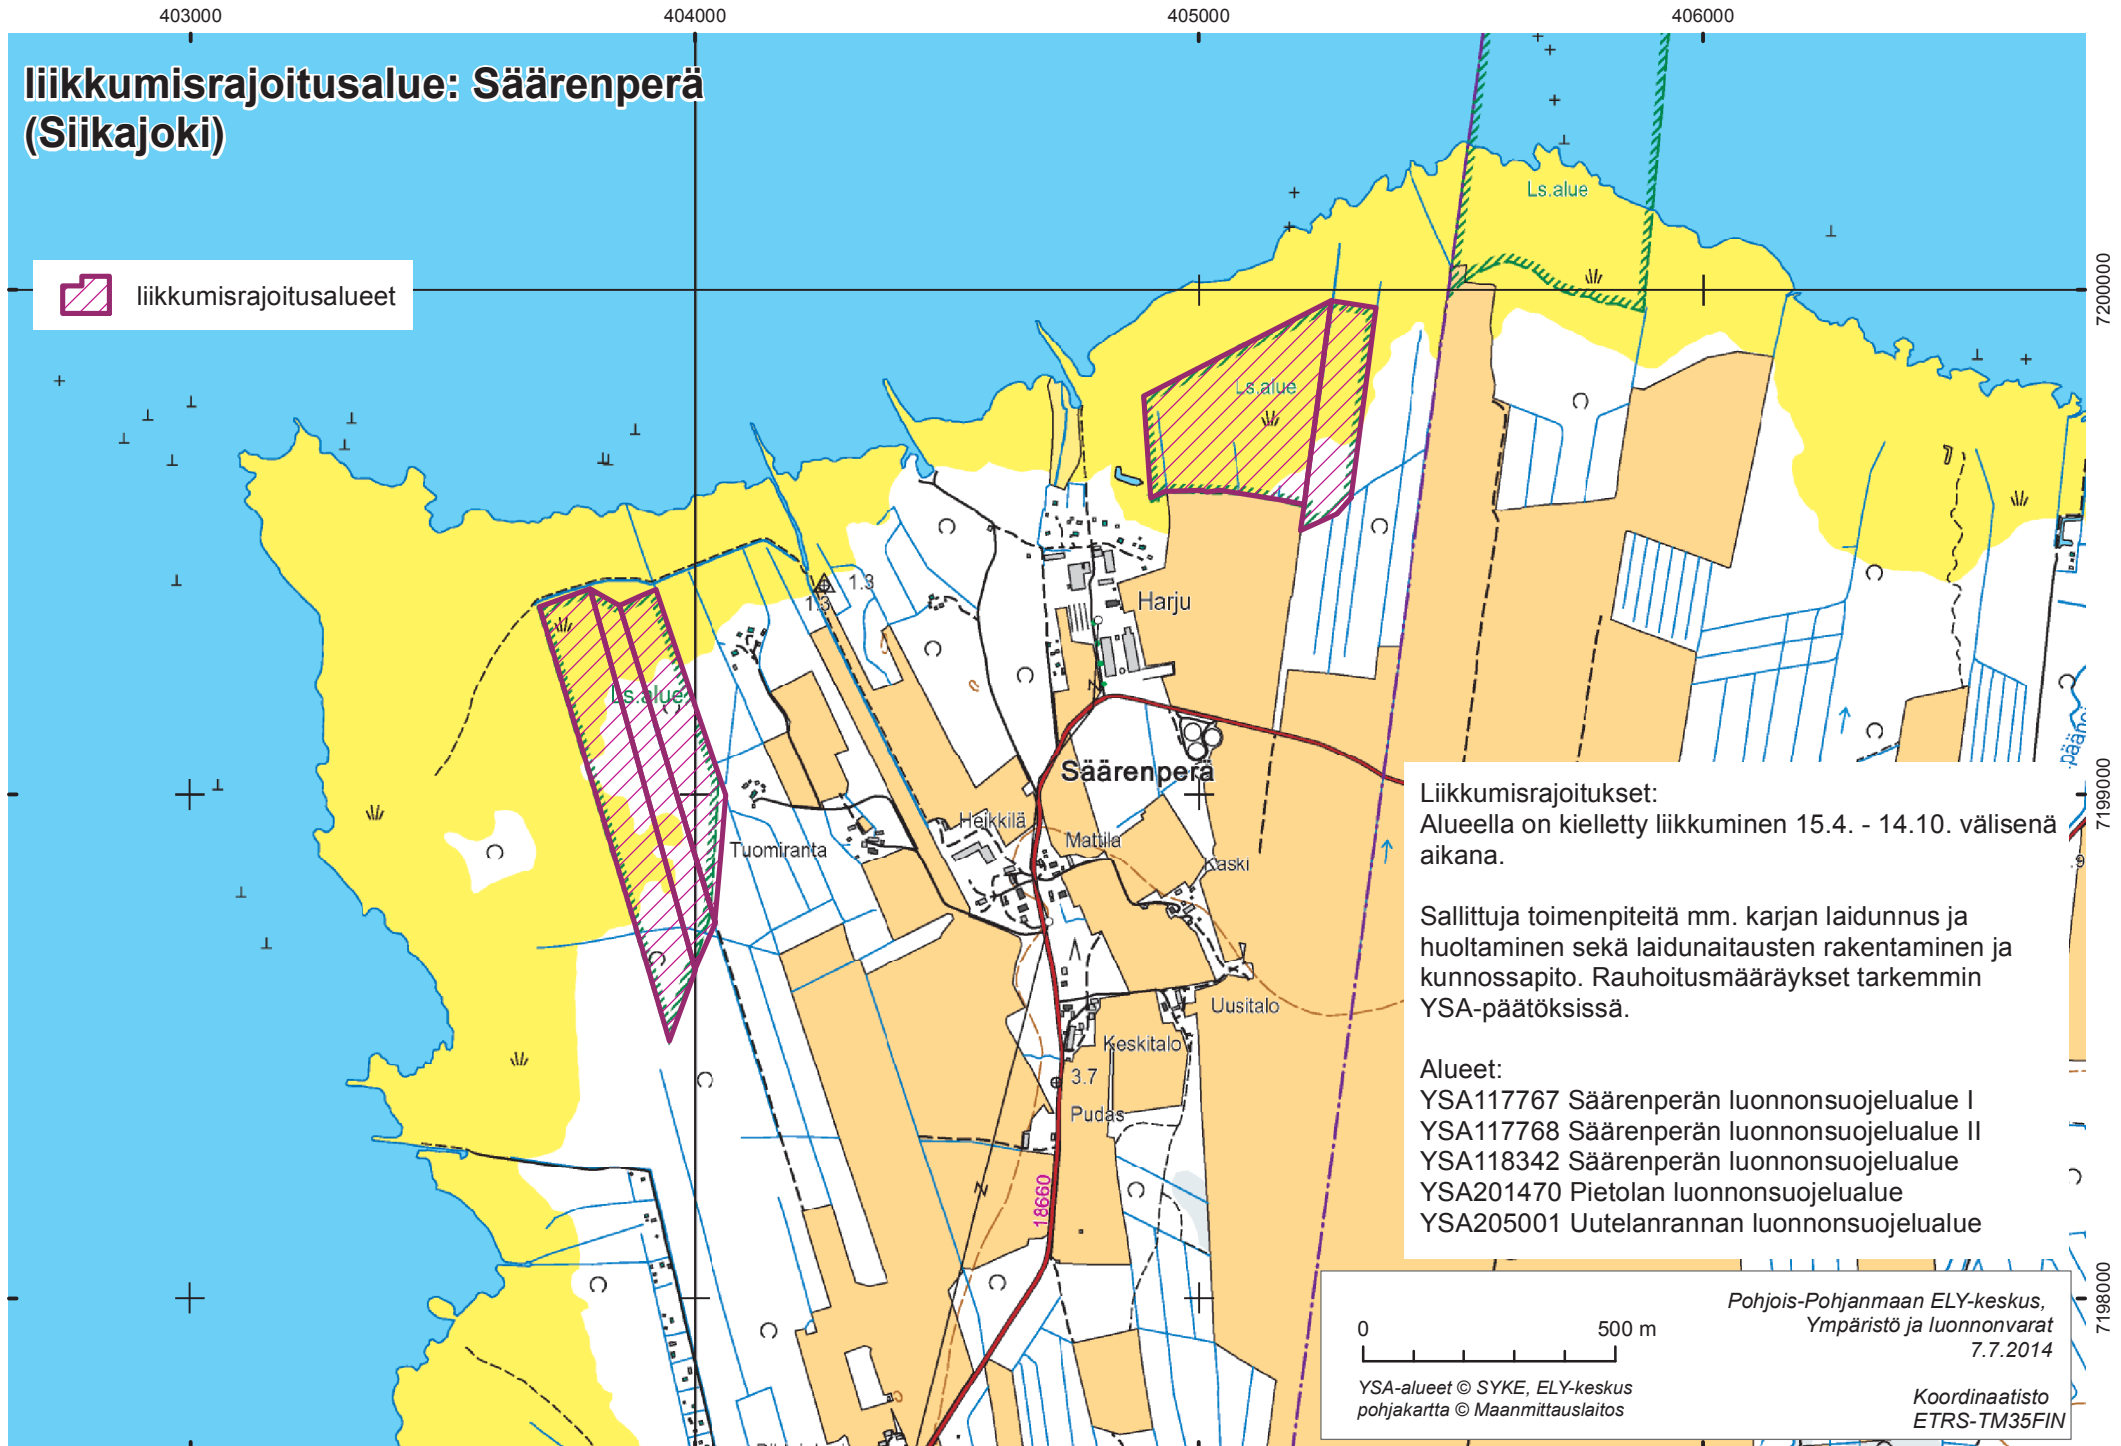 403000
404000
405000
406000
liikkumisrajoitusalue: Säärenperä
(Siikajoki)
Ls.alue
liikkumisrajoitusalueet
7200000
Ls.alue
1.3
1.3
Harju
Ls.alue
Säärenperä
7199000
Heikkilä
Mattila
Tuomiranta
Kaski
Uusitalo
Keskitalo
3.7
Pudas
18660
Liikkumisrajoitukset:
Alueella on kielletty liikkuminen 15.4. - 14.10. välisenä
aikana.
Sallittuja toimenpiteitä mm. karjan laidunnus ja
huoltaminen sekä laidunaitausten rakentaminen ja
kunnossapito. Rauhoitusmääräykset tarkemmin
YSA-päätöksissä.
Alueet:
YSA117767 Säärenperän luonnonsuojelualue I
YSA117768 Säärenperän luonnonsuojelualue II
YSA118342 Säärenperän luonnonsuojelualue
YSA201470 Pietolan luonnonsuojelualue
YSA205001 Uutelanrannan luonnonsuojelualue
7198000
0 500 m
YSA-alueet © SYKE, ELY-keskus
pohjakartta © Maanmittauslaitos
Pohjois-Pohjanmaan ELY-keskus,
Ympäristö ja luonnonvarat
7.7.2014
Koordinaatisto
ETRS-TM35FIN